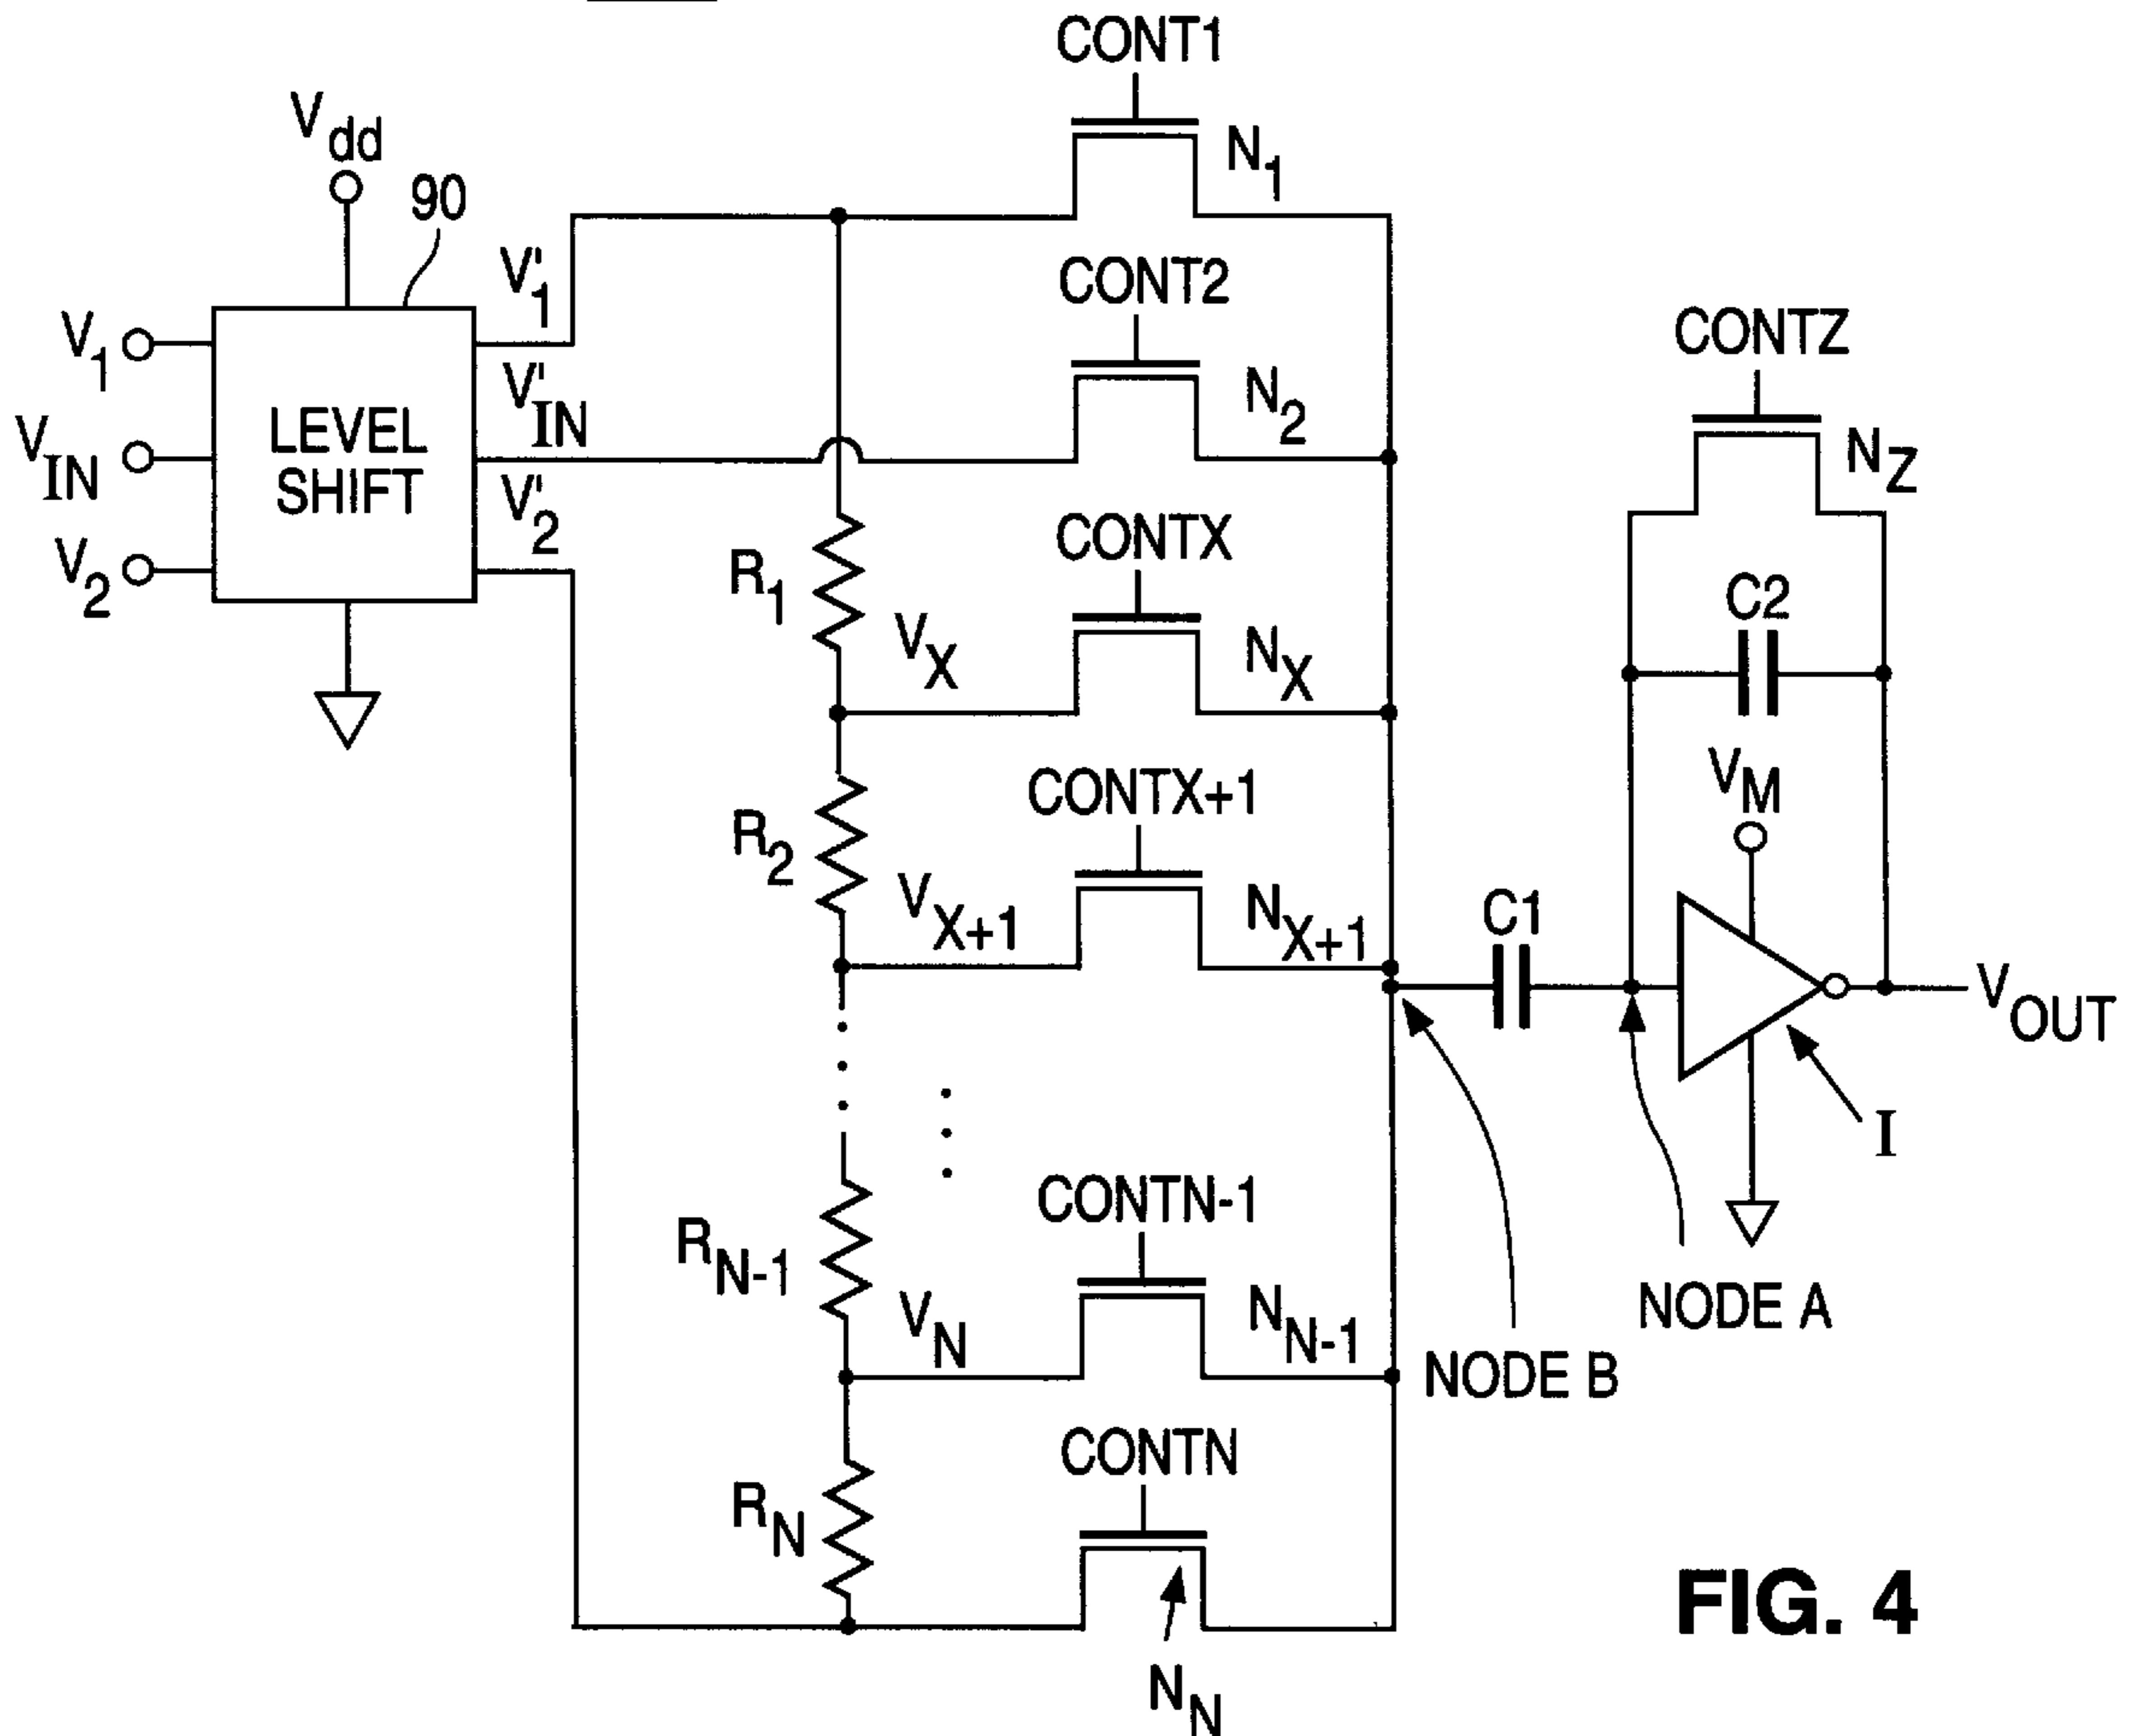 CONT1
Vdd
90
N1
V'1
CONT2
V1
CONTZ
V'IN
N2
VIN
LEVEL
SHIFT
NZ
V'2
CONTX
V2
R1
C2
VX
NX
VM
CONTX+1
R2
VX+1
NX+1
C1
VOUT
I
CONTN-1
RN-1
VN
NN-1
NODE A
NODE B
CONTN
RN
FIG. 4
NN